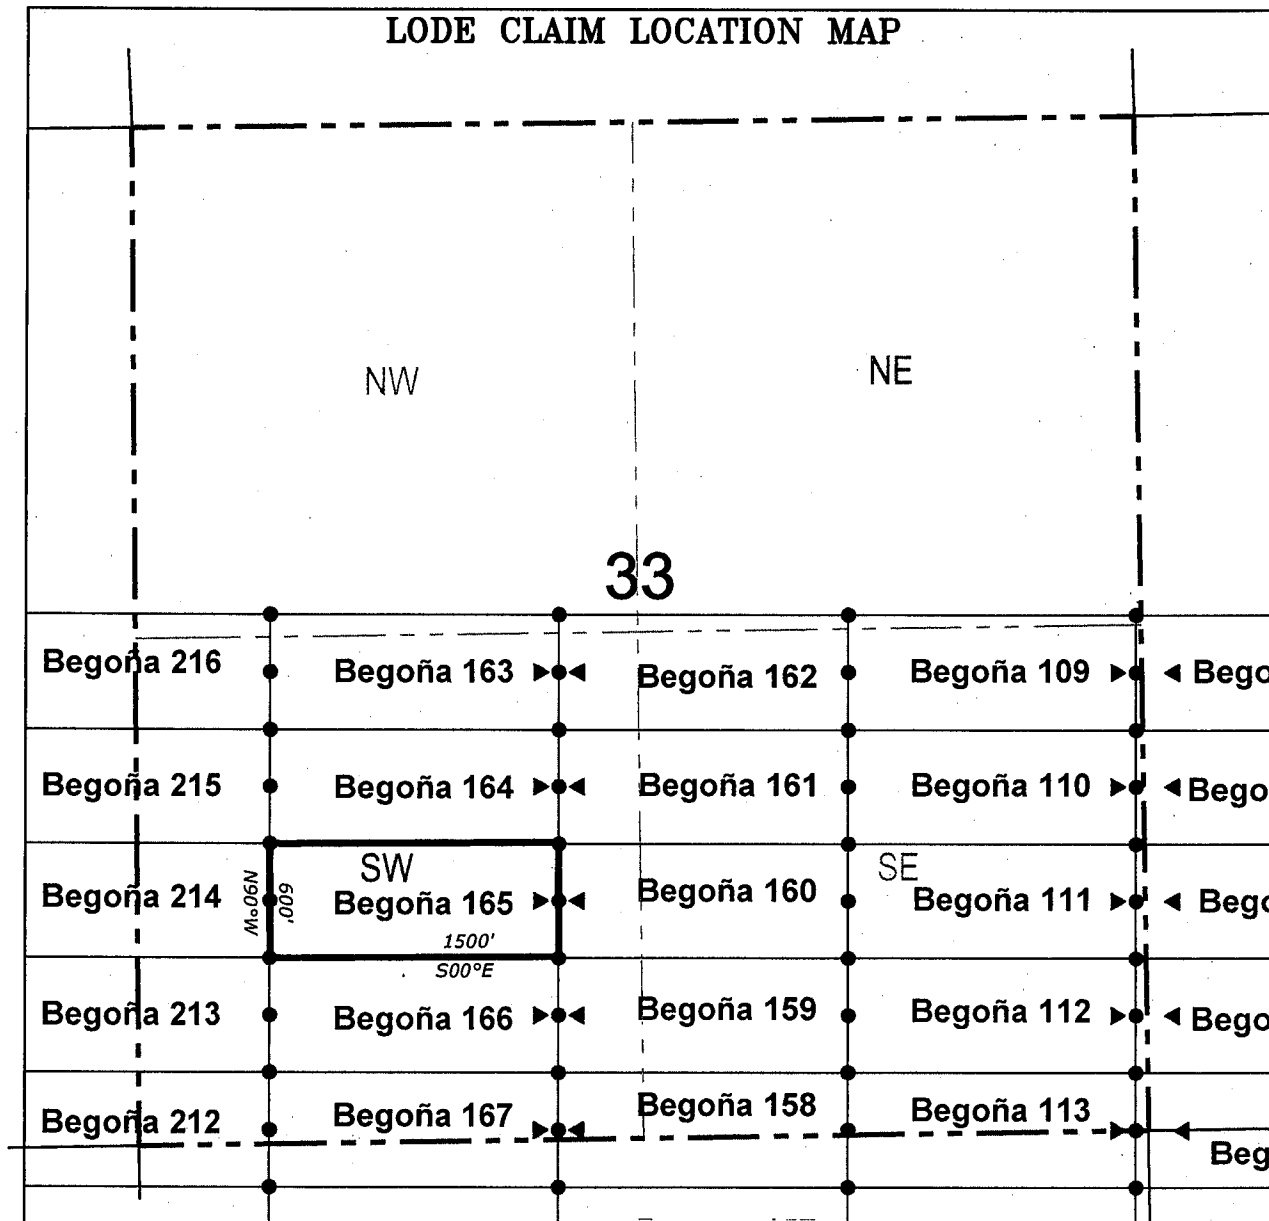 LODE CLAIM LOCATION MAP
NW
NE
33
Begoña 216
Begoña 163
Begoña 162
Begoña 109
Bego
Begoña 215
Begoña 164
Begoña 161
Begoña 110
Bego
SW
SE
Begoña 214
N90°W
600'
Begoña 165
Begoña 160
Begoña 111
Bego
1500'
S00°E
Begoña 213
Begoña 166
Begoña 159
Begoña 112
Bego
Begoña 212
Begoña 167
Begoña 158
Begoña 113
Beg